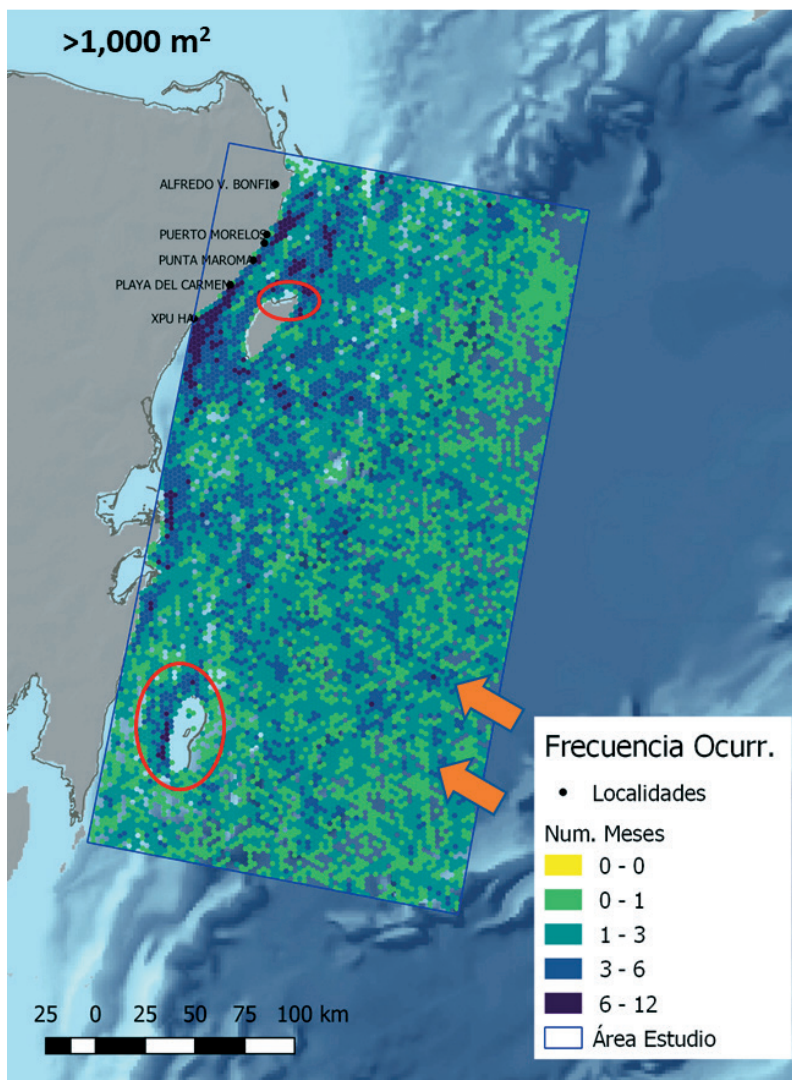 >1,000 m²
ALFREDO V. BONFIL
PUERTO MORELOS
PUNTA MAROMA
PLAYA DEL CARMEN
XPU HA
Frecuencia Ocurr.
Localidades
Num. Meses
0 - 0
0 - 1
1 - 3
3 - 6
6 - 12
Área Estudio
25 0 25 50 75 100 km